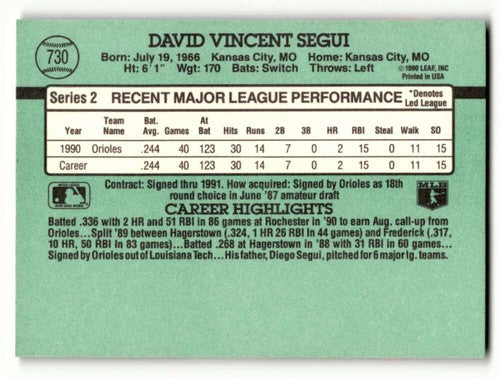 730
DAVID VINCENT SEGUI
Born: July 19, 1966 Kansas City, MO Home: Kansas City, MO
Ht: 6' 1" Wgt: 170 Bats: Switch Throws: Left
© 1990 LEAF, INC.
Printed in USA
Series 2 RECENT MAJOR LEAGUE PERFORMANCE *Denotes Led League
Year Team Name Bat. Avg. Games At Bat Hits Runs 2B 3B HR RBI Steal Walk SO
1990 Orioles .244 40 123 30 14 7 0 2 15 0 11 15
Career .244 40 123 30 14 7 0 2 15 0 11 15
Contract: Signed thru 1991. How acquired: Signed by Orioles as 18th
round choice in June '87 amateur draft
MLB
CAREER HIGHLIGHTS
Batted .336 with 2 HR and 51 RBI in 86 games at Rochester in '90 to earn Aug. call-up from
Orioles... Split '89 between Hagerstown (.324, 1 HR 26 RBI in 44 games) and Frederick (.317,
10 HR, 50 RBI in 83 games)...Batted .268 at Hagerstown in '88 with 31 RBI in 60 games...
Signed by Orioles out of Louisiana Tech... His father, Diego Segui, pitched for 6 major lg. teams.